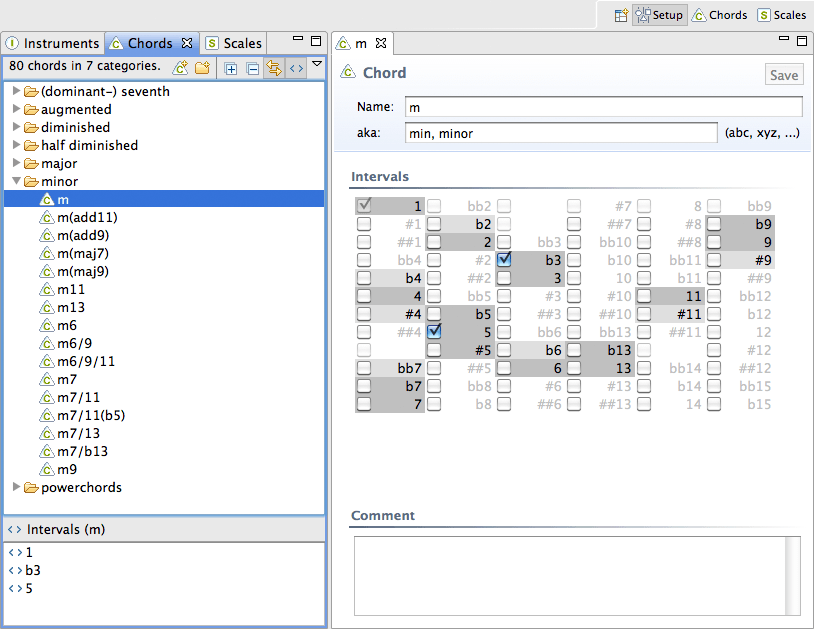 Setup Chords Scales
Instruments Chords Scales
80 chords in 7 categories.
(dominant-) seventh
augmented
diminished
half diminished
major
minor
m
m(add11)
m(add9)
m(maj7)
m(maj9)
m11
m13
m6
m6/9
m6/9/11
m7
m7/11
m7/11(b5)
m7/13
m7/b13
m9
powerchords
Intervals (m)
1
b3
5
m
Chord
Save
Name: m
aka: min, minor (abc, xyz, ...)
Intervals
1 bb2 #7 8 bb9
#1 b2 ##7 #8 b9
##1 2 bb3 bb10 ##8 9
bb4 #2 b3 b10 bb11 #9
b4 ##2 3 10 b11 ##9
4 bb5 #3 #10 11 bb12
#4 b5 ##3 ##10 #11 b12
##4 5 bb6 bb13 ##11 12
#5 b6 b13 #12
bb7 ##5 6 13 bb14 ##12
b7 bb8 #6 #13 b14 bb15
7 b8 ##6 ##13 14 b15
Comment